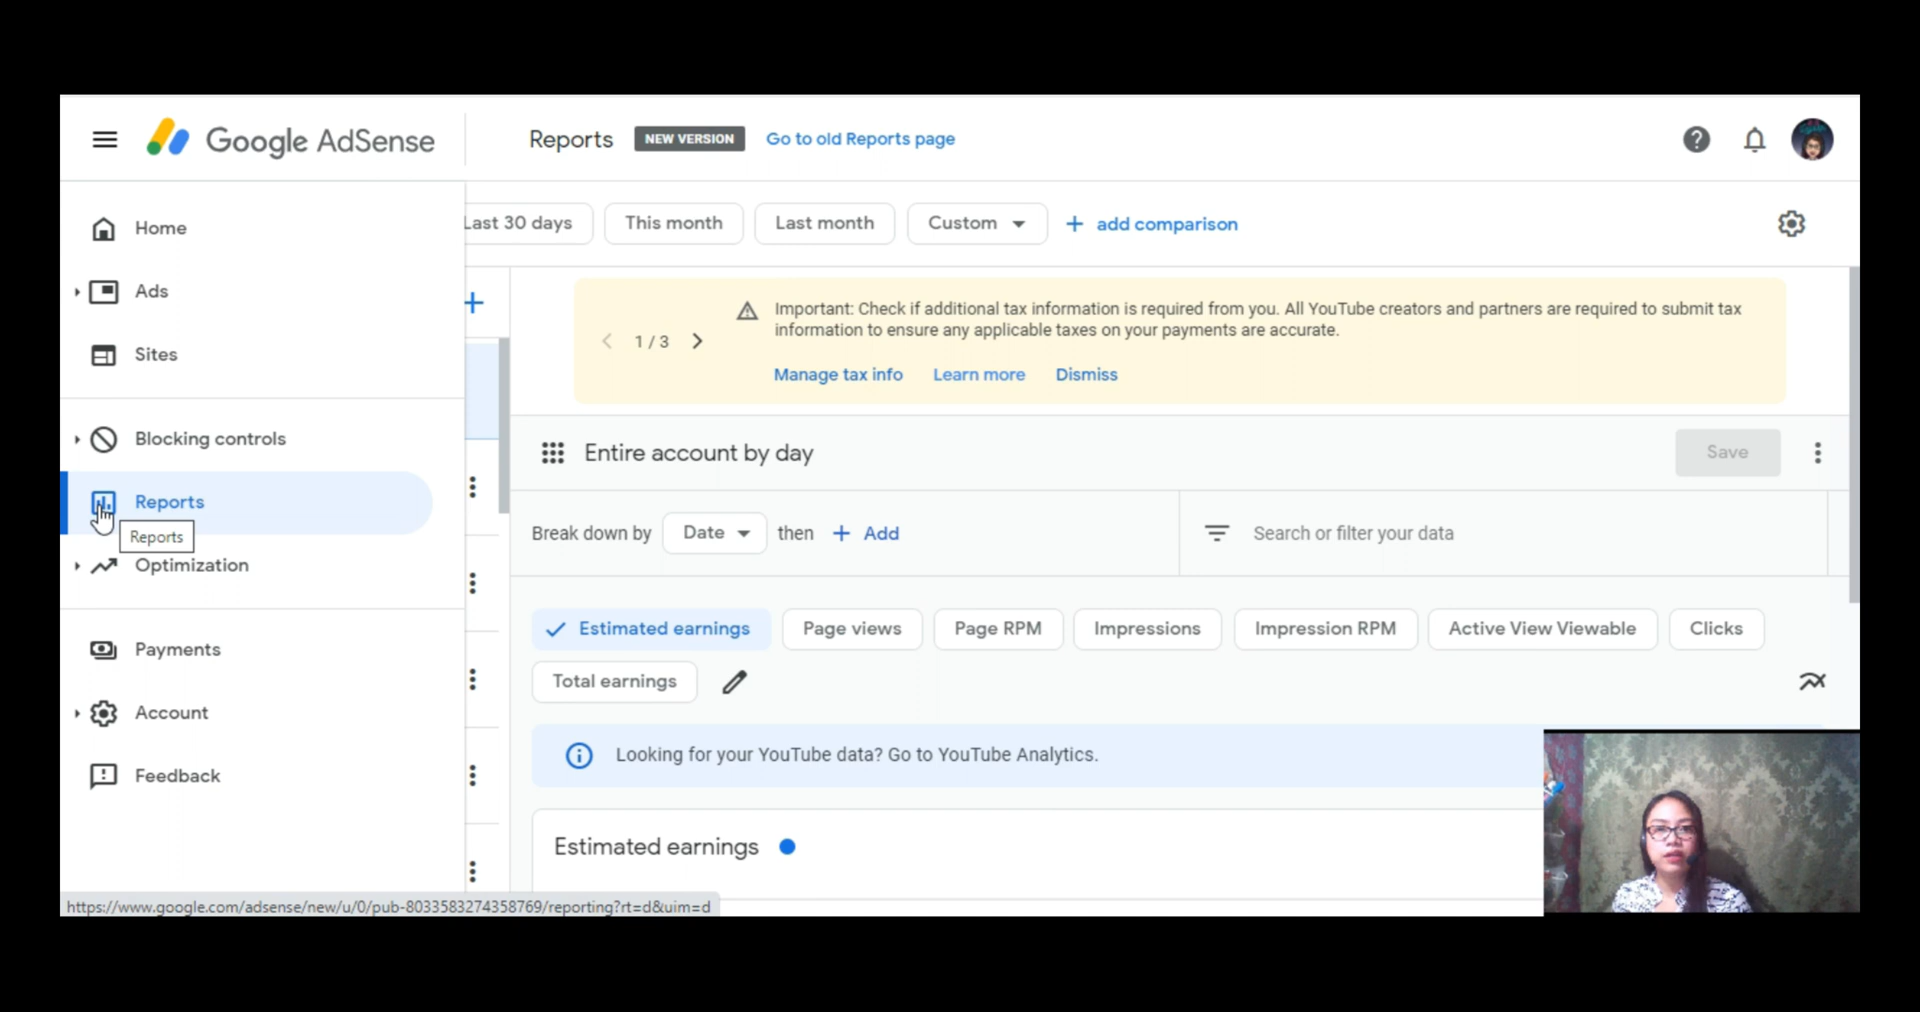 Google AdSense
Reports
NEW VERSION
Go to old Reports page
Home
Ads
Sites
Blocking controls
Reports
Reports
Optimization
Payments
Account
Feedback
Last 30 days
This month
Last month
Custom
+ add comparison
1 / 3
Important: Check if additional tax information is required from you. All YouTube creators and partners are required to submit tax
information to ensure any applicable taxes on your payments are accurate.
Manage tax info
Learn more
Dismiss
Entire account by day
Save
Break down by
Date
then
+ Add
Search or filter your data
Estimated earnings
Page views
Page RPM
Impressions
Impression RPM
Active View Viewable
Clicks
Total earnings
Looking for your YouTube data? Go to YouTube Analytics.
Estimated earnings
https://www.google.com/adsense/new/u/0/pub-8033583274358769/reporting?rt=d&uim=d